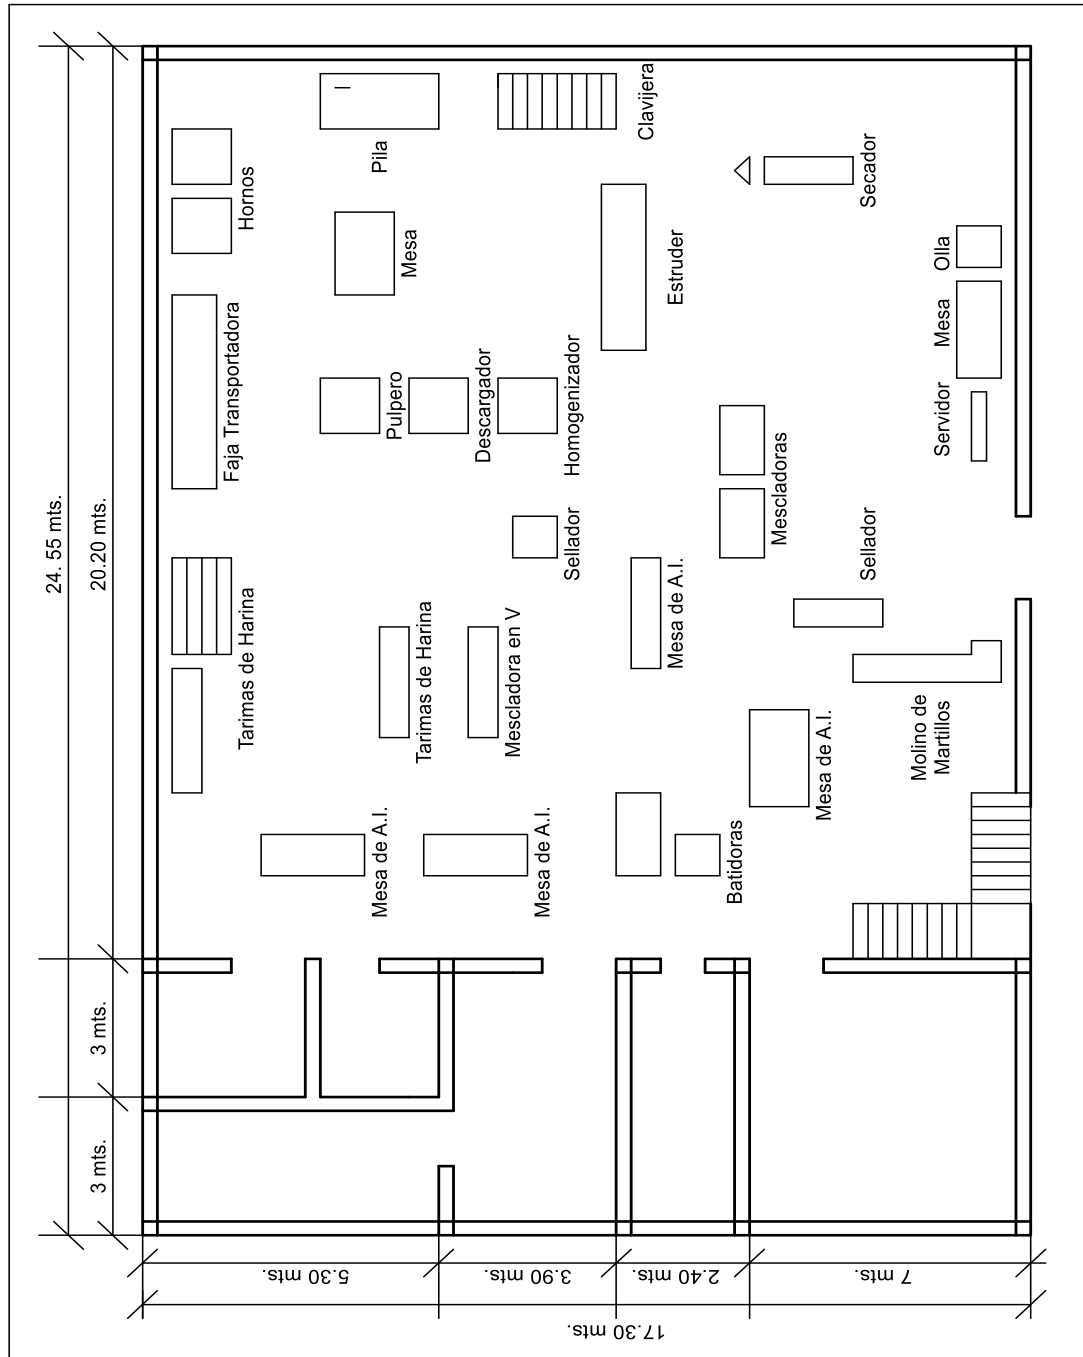 24. 55 mts.
20.20 mts.
3 mts.
3 mts.
5.30 mts.
3.90 mts.
2.40 mts.
7 mts.
17.30 mts.
Hornos
Faja Transportadora
Tarimas de Harina
Pila
Mesa
Pulpero
Descargador
Homogenizador
Clavijera
Estruder
Sellador
Tarimas de Harina
Mescladora en V
Mesa de A.I.
Mesa de A.I.
Mesa de A.I.
Mescladoras
Batidoras
Mesa de A.I.
Secador
Sellador
Olla
Mesa
Servidor
Molino de
Martillos